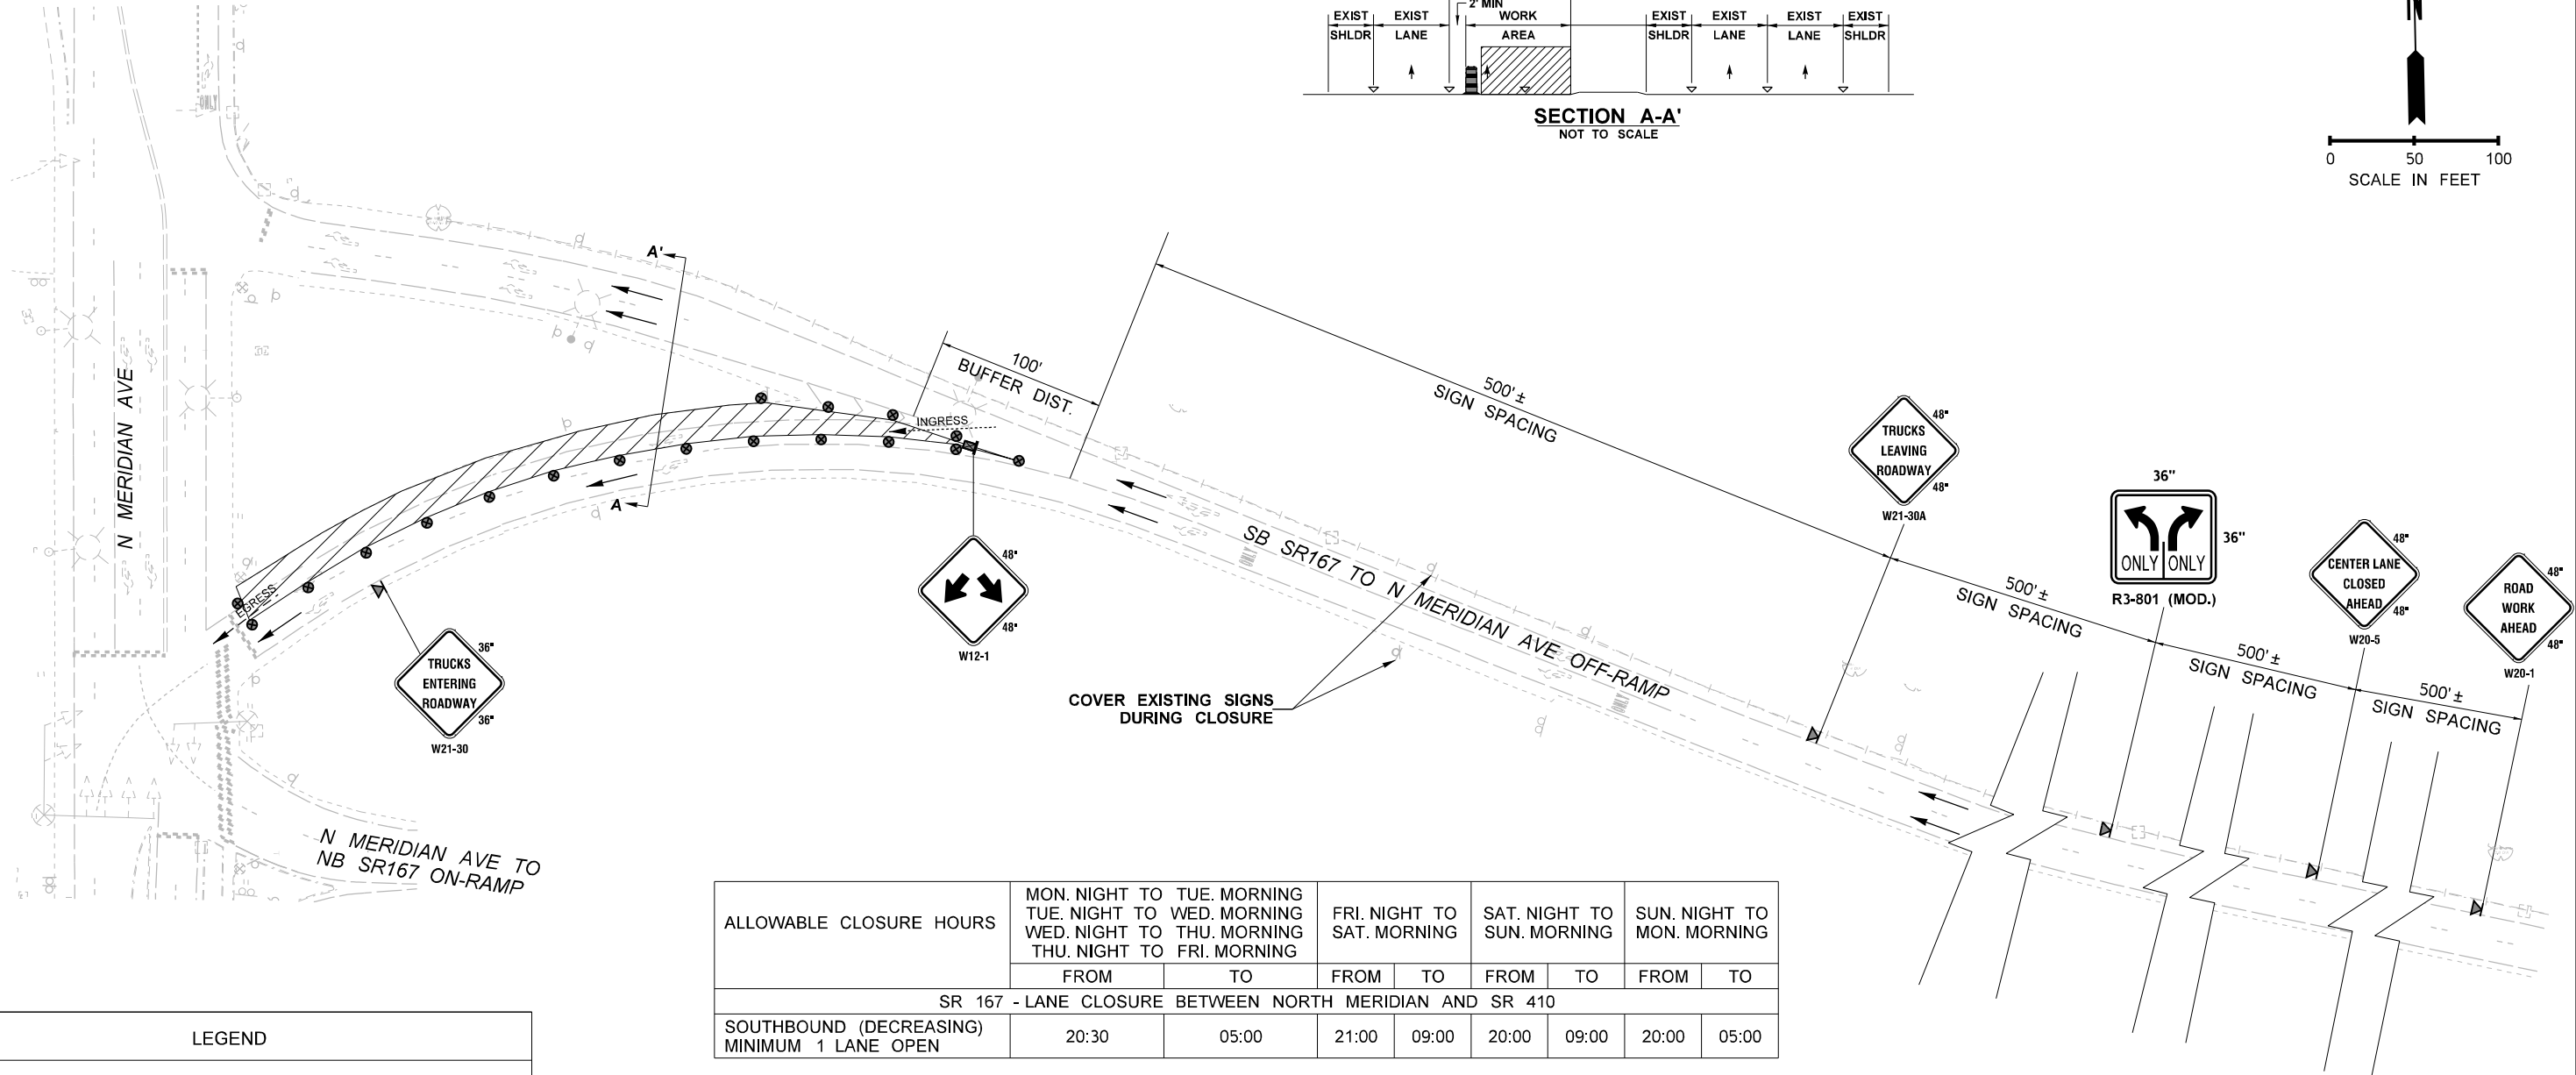 2' MIN
EXIST SHLDR
EXIST LANE
WORK AREA
EXIST SHLDR
EXIST LANE
EXIST LANE
EXIST SHLDR
SECTION A-A'
NOT TO SCALE
N
0 50 100
SCALE IN FEET
ONLY
A'
N MERIDIAN AVE
100'
BUFFER DIST.
INGRESS
A
EGRESS
500' ±
SIGN SPACING
TRUCKS
LEAVING
ROADWAY
48"
48"
W21-30A
36"
36"
ONLY ONLY
R3-801 (MOD.)
CENTER LANE
CLOSED
AHEAD
48"
48"
W20-5
ROAD
WORK
AHEAD
48"
48"
W20-1
500' ±
SIGN SPACING
500' ±
SIGN SPACING
500' ±
SIGN SPACING
48"
48"
W12-1
TRUCKS
ENTERING
ROADWAY
36"
36"
W21-30
ONLY
SB SR167 TO N MERIDIAN AVE OFF-RAMP
ONLY
COVER EXISTING SIGNS
DURING CLOSURE
N MERIDIAN AVE TO
NB SR167 ON-RAMP
ALLOWABLE CLOSURE HOURS
MON. NIGHT TO TUE. MORNING
TUE. NIGHT TO WED. MORNING
WED. NIGHT TO THU. MORNING
THU. NIGHT TO FRI. MORNING
FRI. NIGHT TO
SAT. MORNING
SAT. NIGHT TO
SUN. MORNING
SUN. NIGHT TO
MON. MORNING
FROM TO FROM TO FROM TO FROM TO
SR 167 - LANE CLOSURE BETWEEN NORTH MERIDIAN AND SR 410
SOUTHBOUND (DECREASING)
MINIMUM 1 LANE OPEN
20:30 05:00 21:00 09:00 20:00 09:00 20:00 05:00
LEGEND